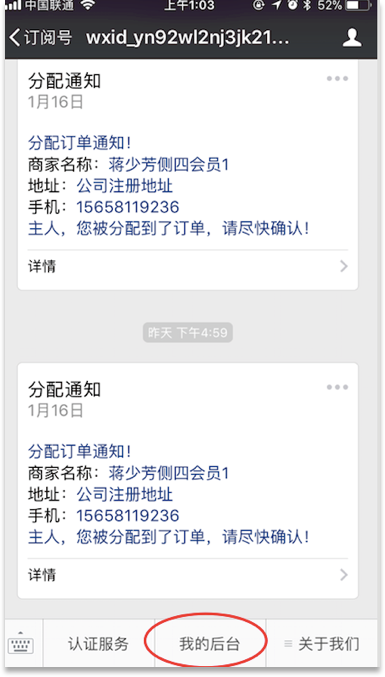 中国联通 上午1:03 52%
订阅号 wxid_yn92wl2nj3jk21...
分配通知
1月16日
分配订单通知！
商家名称：蒋少芳侧四会员1
地址：公司注册地址
手机：15658119236
主人，您被分配到了订单，请尽快确认！
详情
昨天 下午4:59
分配通知
1月16日
分配订单通知！
商家名称：蒋少芳侧四会员1
地址：公司注册地址
手机：15658119236
主人，您被分配到了订单，请尽快确认！
详情
认证服务 我的后台 关于我们